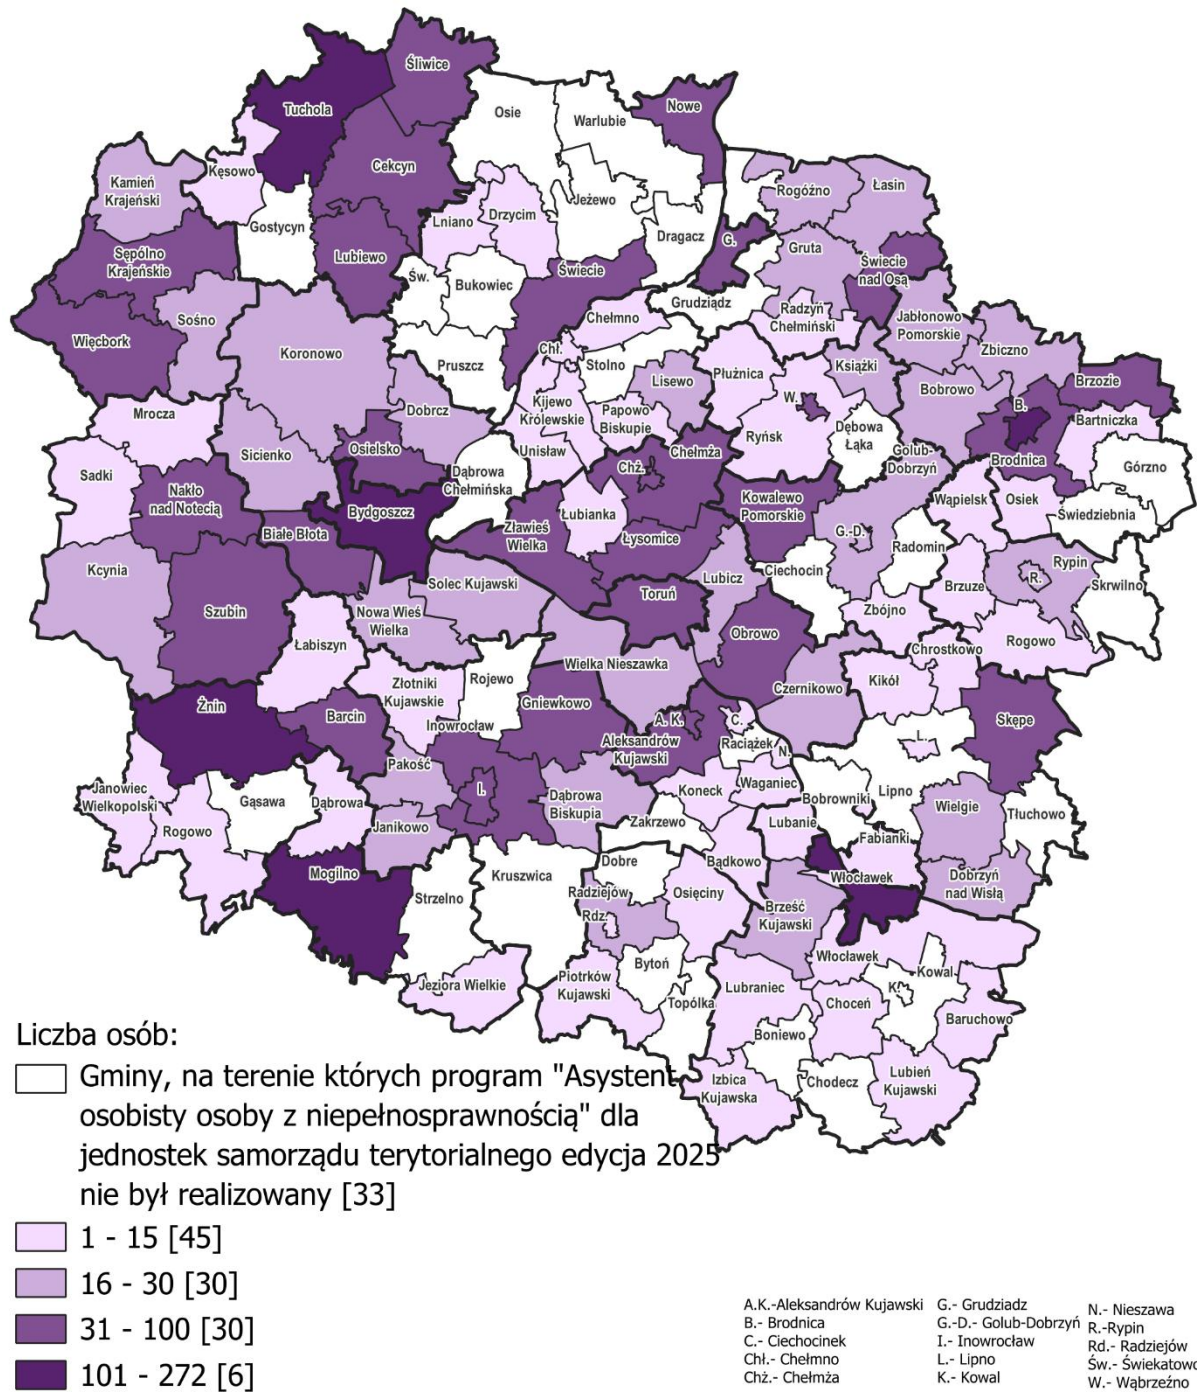 Śliwice
Tuchola
Osie
Nowe
Warlubie
Cekcyn
Kęsowo
Kamień
Krajeński
Rogóźno
Łasin
Jeżewo
Drzycim
Lniano
Gostycyn
Dragacz
G.
Gruta
Sępólno
Krajeńskie
Lubiewo
Świecie
Świecie
nad Osą
Św.
Bukowiec
Grudziądz
Radzyń
Chełmiński
Jabłonowo
Pomorskie
Sośno
Chełmno
Więcbork
Koronowo
Chł.
Zbiczno
Pruszcz
Stolno
Książki
Płużnica
Lisewo
Brzozie
Bobrowo
W.
B.
Mrocza
Dobrcz
Kijewo
Królewskie
Papowo
Biskupie
Bartniczka
Dębowa
Łąka
Ryńsk
Osielsko
Sicienko
Unisław
Chełmża
Golub-
Dobrzyń
Brodnica
Górzno
Sadki
Dąbrowa
Chełmińska
Chż.
Nakło
nad Notecią
Kowalewo
Pomorskie
Wąpielsk
Osiek
Bydgoszcz
Łubianka
Świedziebnia
Białe Błota
Zławieś
Wielka
Łysomice
G.-D.
Radomin
Rypin
Kcynia
Ciechocin
Lubicz
R.
Solec Kujawski
Brzuze
Skrwilno
Toruń
Szubin
Nowa Wieś
Wielka
Zbójno
Obrowo
Rogowo
Łabiszyn
Chrostkowo
Wielka Nieszawka
Rojewo
Złotniki
Kujawskie
Kikół
Czernikowo
Żnin
Gniewkowo
Barcin
Inowrocław
A. K.
C.
Skępe
Aleksandrów
Kujawski
Raciążek
L.
N.
Pakość
Janowiec
Wielkopolski
I.
Waganiec
Koneck
Lipno
Dąbrowa
Biskupia
Bobrowniki
Gąsawa
Dąbrowa
Wielgie
Tłuchowo
Zakrzewo
Lubanie
Janikowo
Rogowo
Fabianki
Dobre
Bądkowo
Mogilno
Kruszwica
Włocławek
Dobrzyń
nad Wisłą
Radziejów
Osięciny
Strzelno
Brześć
Kujawski
Rdz.
Włocławek
Bytoń
Kowal
Piotrków
Kujawski
Jeziora Wielkie
Lubraniec
K.
Topólka
Choceń
Baruchowo
Boniewo
Izbica
Kujawska
Chodecz
Lubień
Kujawski
Liczba osób:
Gminy, na terenie których program "Asystent
osobisty osoby z niepełnosprawnością" dla
jednostek samorządu terytorialnego edycja 2025
nie był realizowany [33]
1 - 15 [45]
16 - 30 [30]
31 - 100 [30]
101 - 272 [6]
A.K.-Aleksandrów Kujawski
B.- Brodnica
C.- Ciechocinek
Chł.- Chełmno
Chż.- Chełmża
G.- Grudziadz
G.-D.- Golub-Dobrzyń
I.- Inowrocław
L.- Lipno
K.- Kowal
N.- Nieszawa
R.-Rypin
Rd.- Radziejów
Św.- Świekatowo
W.- Wąbrzeźno